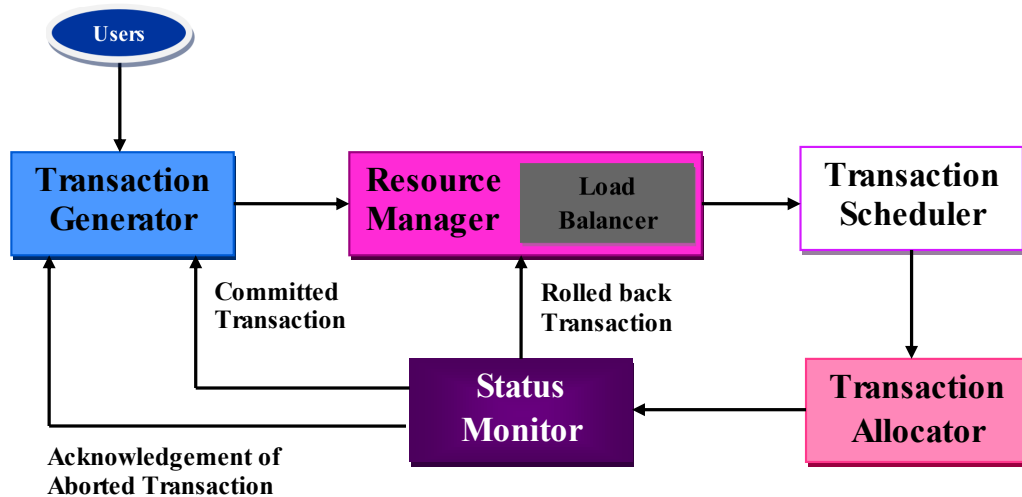 Users
Transaction
Generator
Resource
Manager
Load
Balancer
Transaction
Scheduler
Committed
Transaction
Rolled back
Transaction
Status
Monitor
Transaction
Allocator
Acknowledgement of
Aborted Transaction